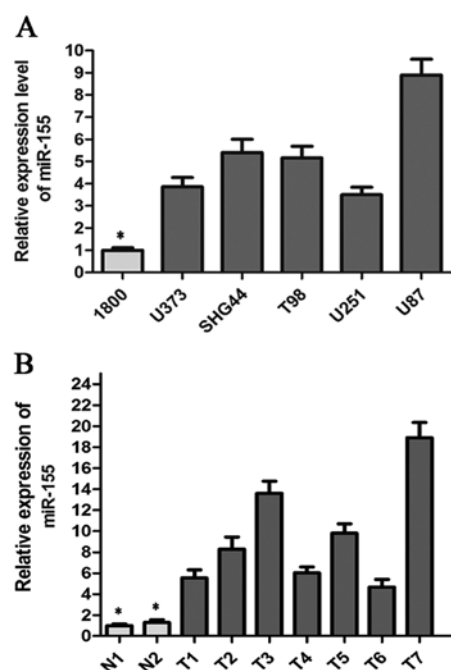 A
Relative expression level
of miR-155
10
9
8
7
6
5
4
3
2
1
0
*
1800
U373
SHG44
T98
U251
U87
B
Relative expression of
miR-155
24
22
20
18
16
14
12
10
8
6
4
2
0
* *
N1
N2
T1
T2
T3
T4
T5
T6
T7